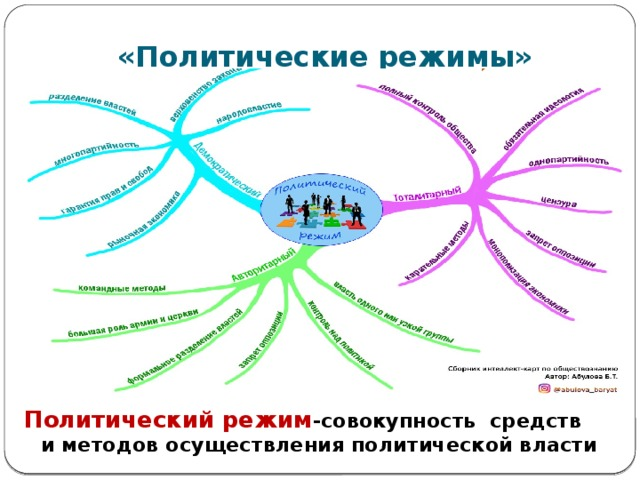 «Политические режимы»
верховенство закона
разделение властей
народовластие
многопартийность
Демократический
гарантия прав и свобод
рыночная экономика
полный контроль общества
обязательная идеология
однопартийность
Тоталитарный
цензура
запрет оппозиции
монополизация экономики
карательные методы
Политический
режим
Авторитарный
командные методы
большая роль армии и церкви
формальное разделение властей
запрет оппозиции
контроль над политикой
власть одного или узкой группы
Сборник интеллект-карт по обществознанию
Автор: Абулова Б.Т.
@abulova_baryat
Политический режим-совокупность средств
и методов осуществления политической власти